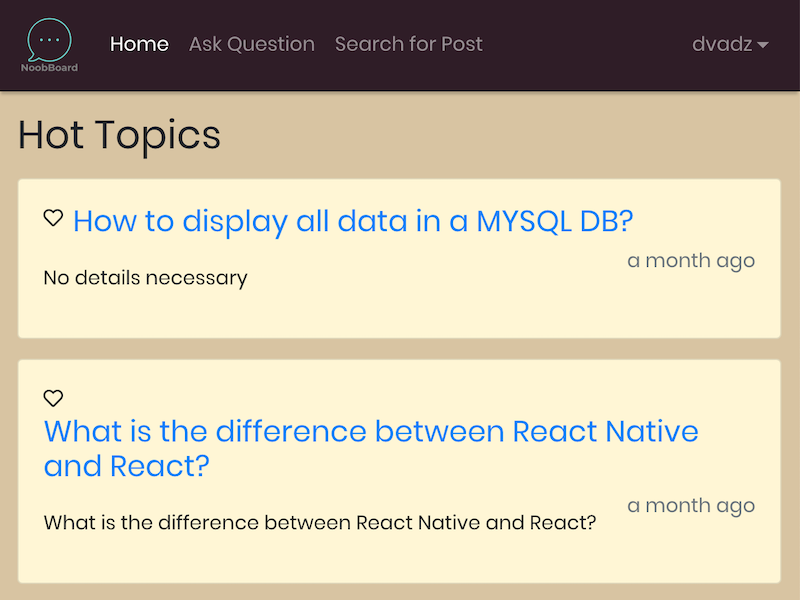 NoobBoard
Home Ask Question Search for Post dvadz
Hot Topics
How to display all data in a MYSQL DB?
a month ago
No details necessary
What is the difference between React Native
and React?
a month ago
What is the difference between React Native and React?